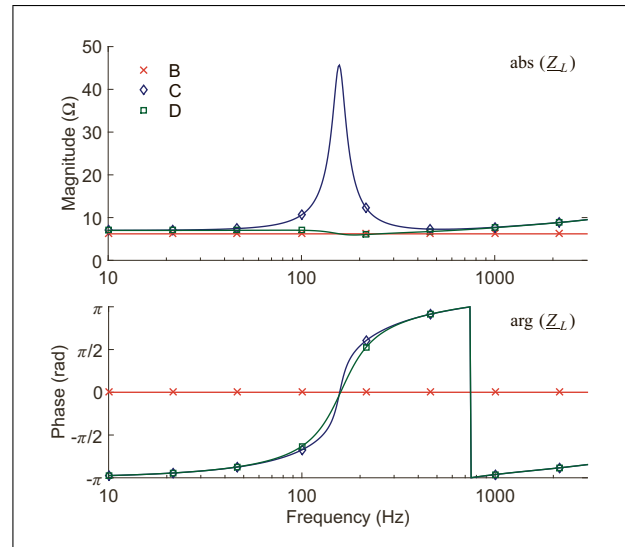 50
40
30
20
10
0
Magnitude (Ω)
B
C
D
abs (Z_L)
10
100
1000
π
π/2
0
-π/2
-π
Phase (rad)
arg (Z_L)
10
100
1000
Frequency (Hz)